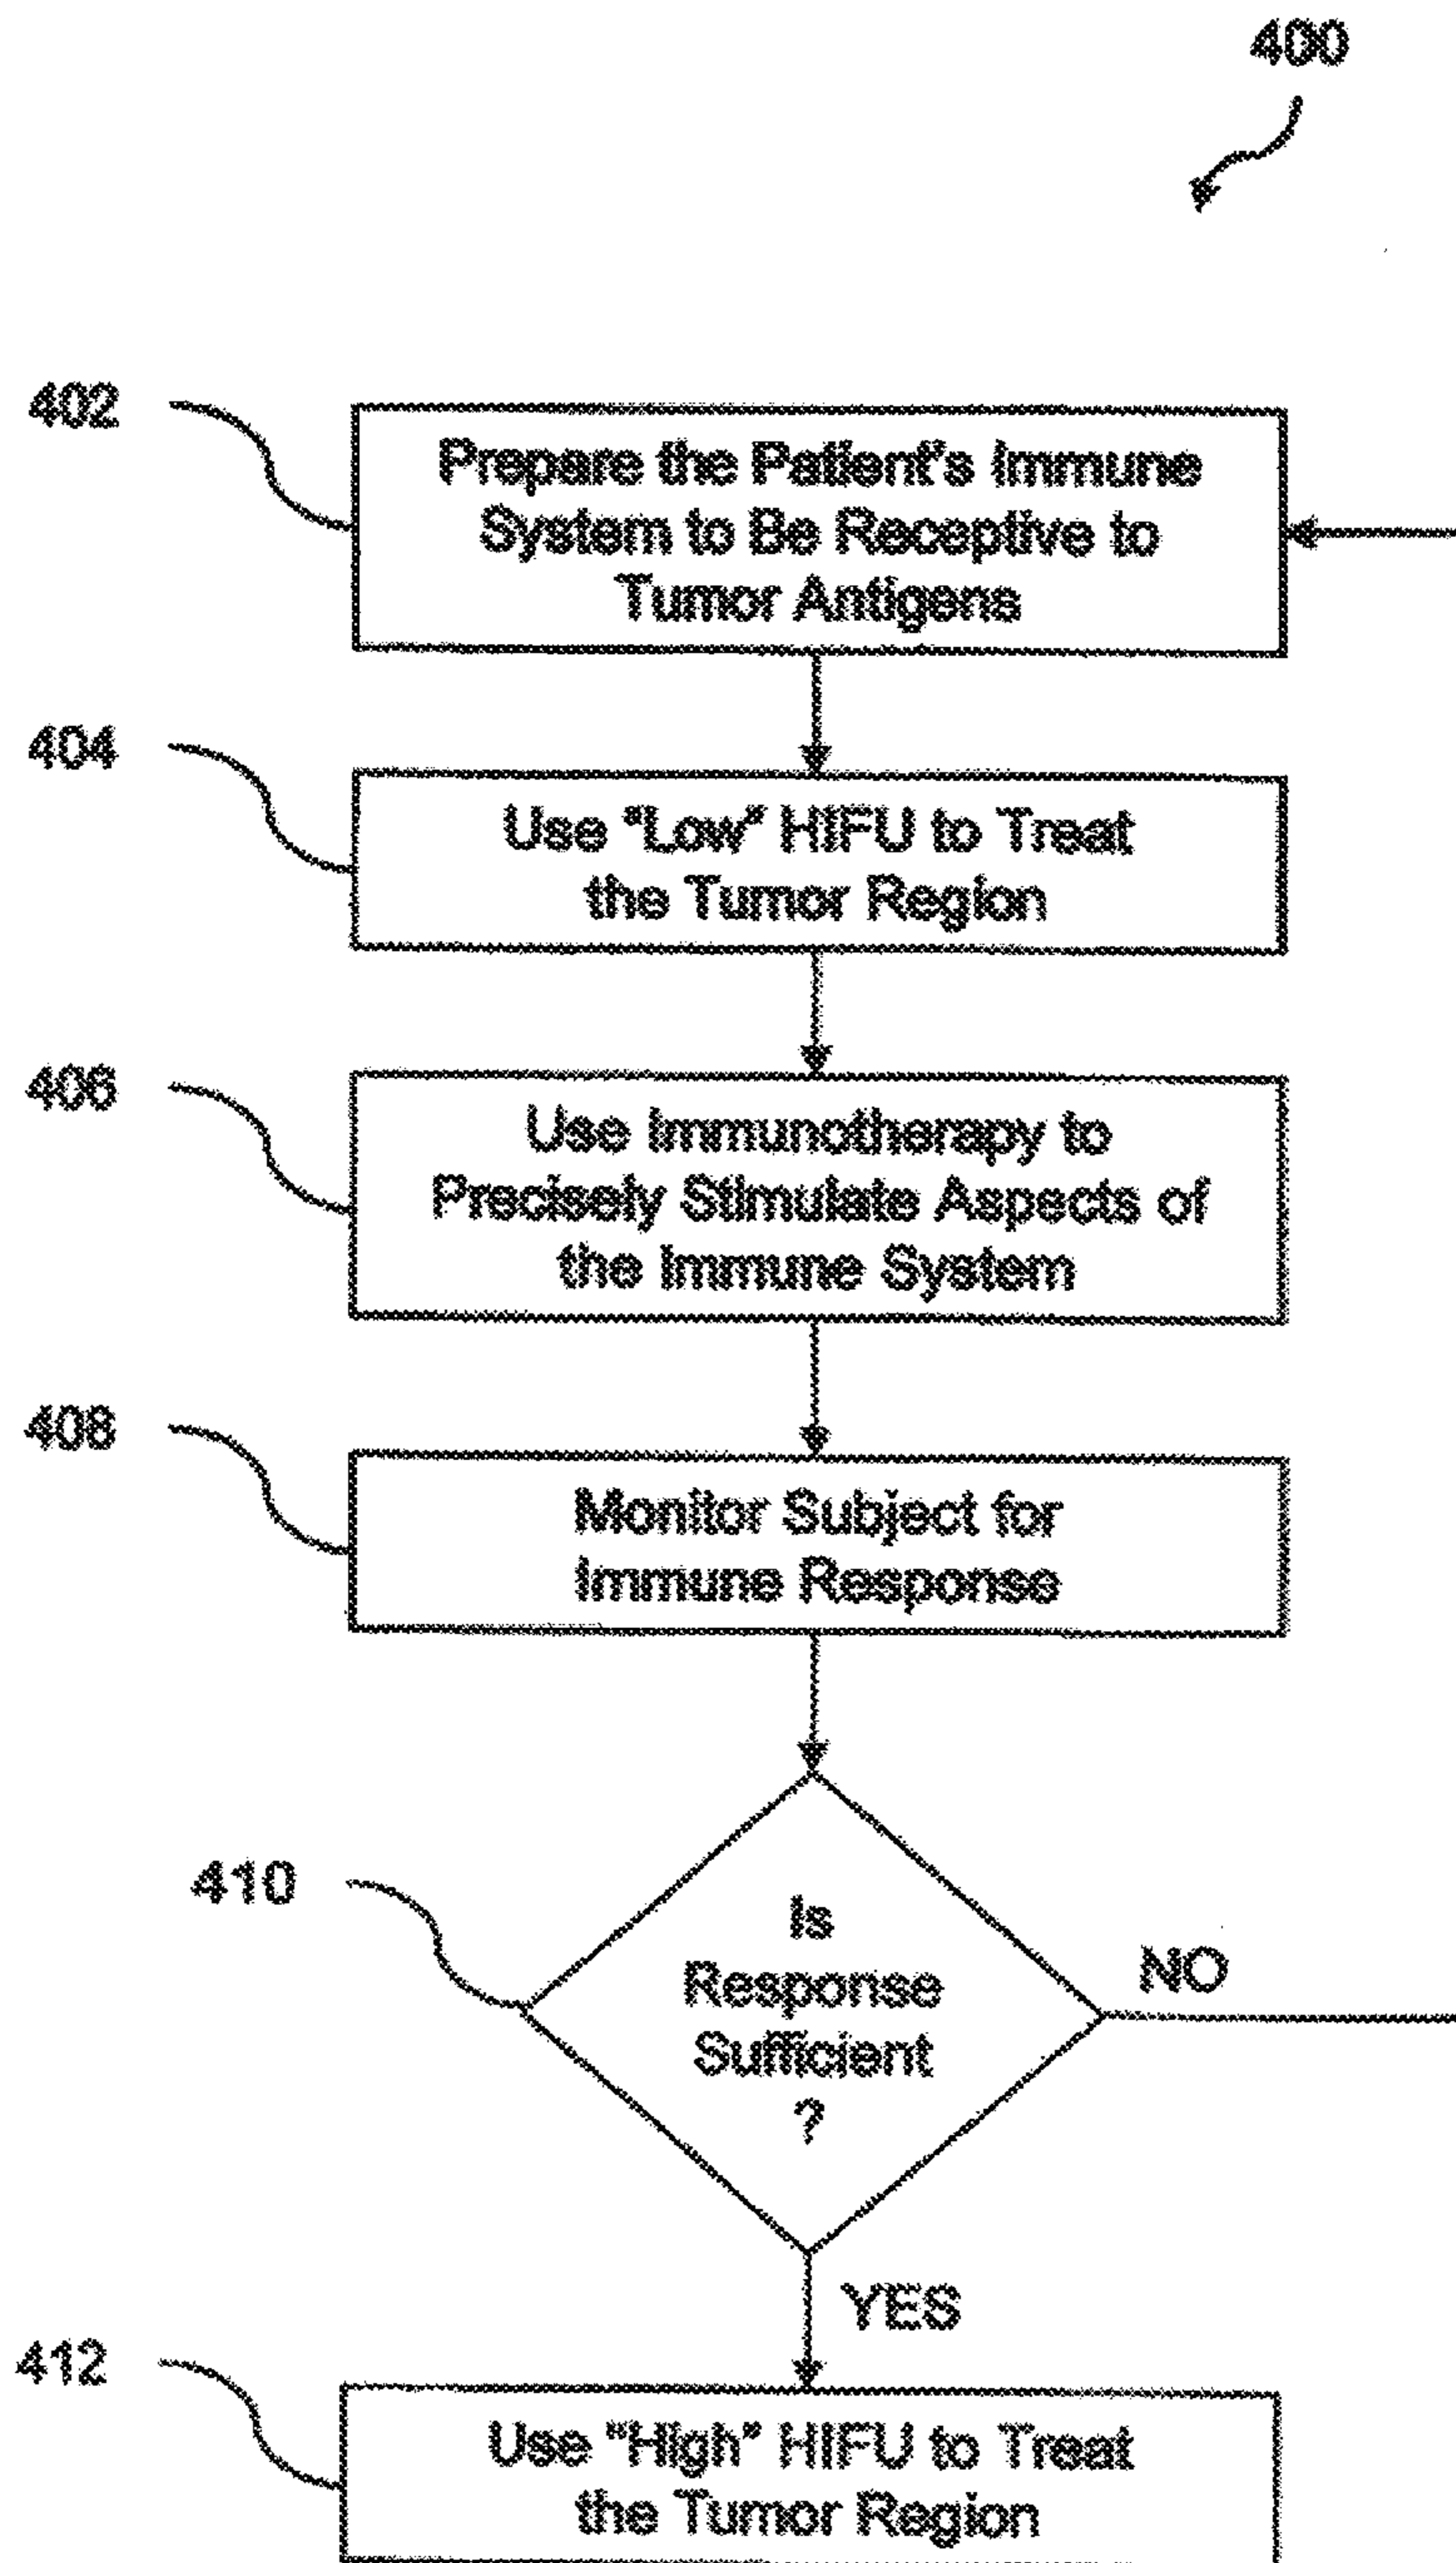 400
402
Prepare the Patient's Immune
System to Be Receptive to
Tumor Antigens
404
Use "Low" HIFU to Treat
the Tumor Region
406
Use Immunotherapy to
Precisely Stimulate Aspects of
the Immune System
408
Monitor Subject for
Immune Response
410
Is
Response
Sufficient
?
NO
YES
412
Use "High" HIFU to Treat
the Tumor Region